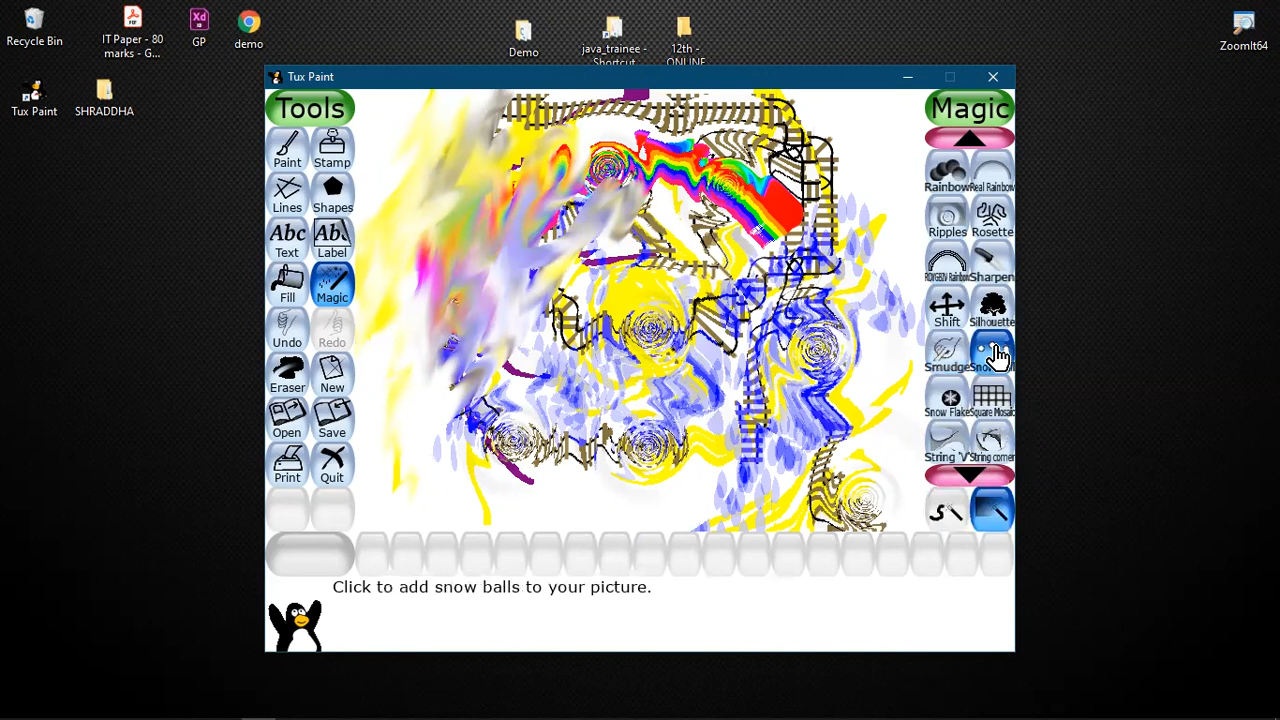 Recycle Bin
IT Paper - 80
marks - G...
GP
demo
Demo
java_trainee -
Shortcut
12th -
ONLINE
ZoomIt64
Tux Paint
SHRADDHA
Tux Paint
Tools
Magic
Paint
Stamp
Lines
Shapes
Abc
Text
Label
Fill
Magic
Undo
Redo
Eraser
New
Open
Save
Print
Quit
Rainbow
Real Rainbow
Ripples
Rosette
ROYGBIV Rainbow
Sharpen
Shift
Silhouette
Smudge
Snow Flake
Square Mosaic
String "V"
String corner
Click to add snow balls to your picture.